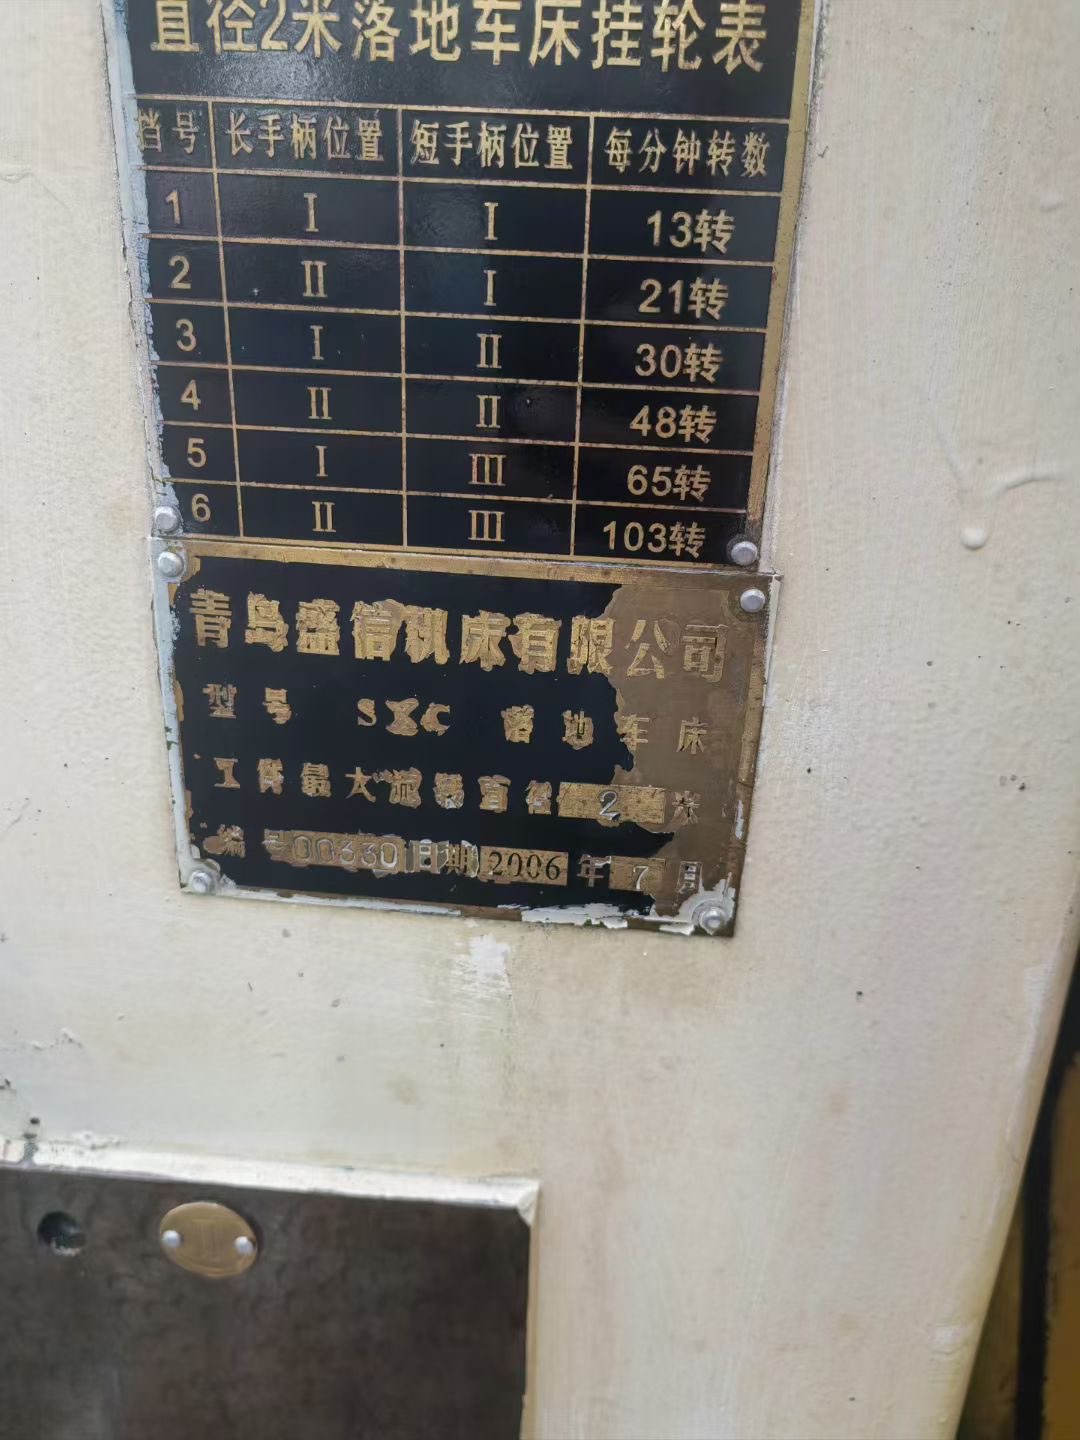 直径2米落地车床挂轮表
挡号 长手柄位置 短手柄位置 每分钟转数
1 I I 13转
2 II I 21转
3 I II 30转
4 II II 48转
5 I III 65转
6 II III 103转
青岛盛信机床有限公司
型号 SXC 落地车床
工件最大 直径 2 米
编号 00330 日期 2006 年 7 月